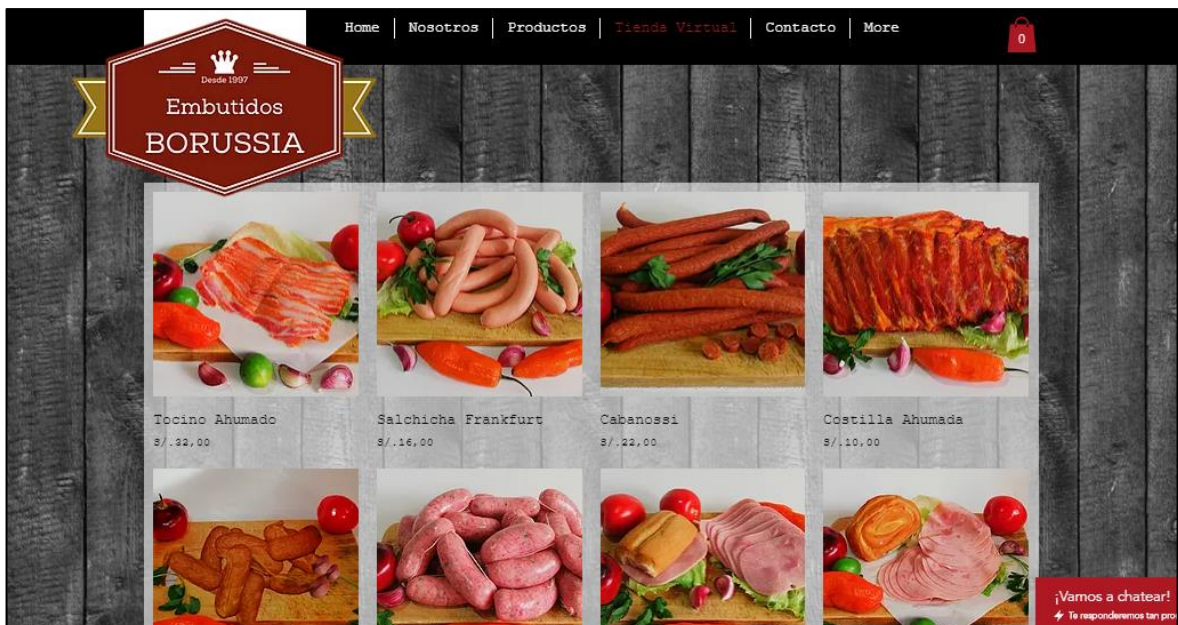 Home
Nosotros
Productos
Tienda Virtual
Contacto
More
0
Desde 1997
Embutidos
BORUSSIA
Tocino Ahumado
Salchicha Frankfurt
Cabanossi
Costilla Ahumada
S/.32,00
S/.16,00
S/.22,00
S/.10,00
¡Vamos a chatear!
Te responderemos tan pro